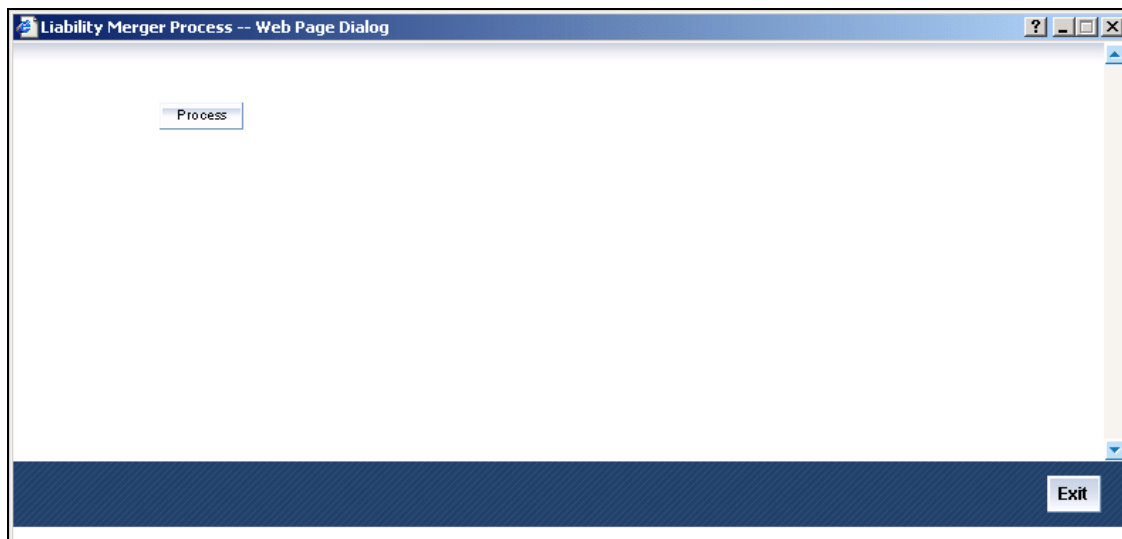 Liability Merger Process -- Web Page Dialog
Process
Exit